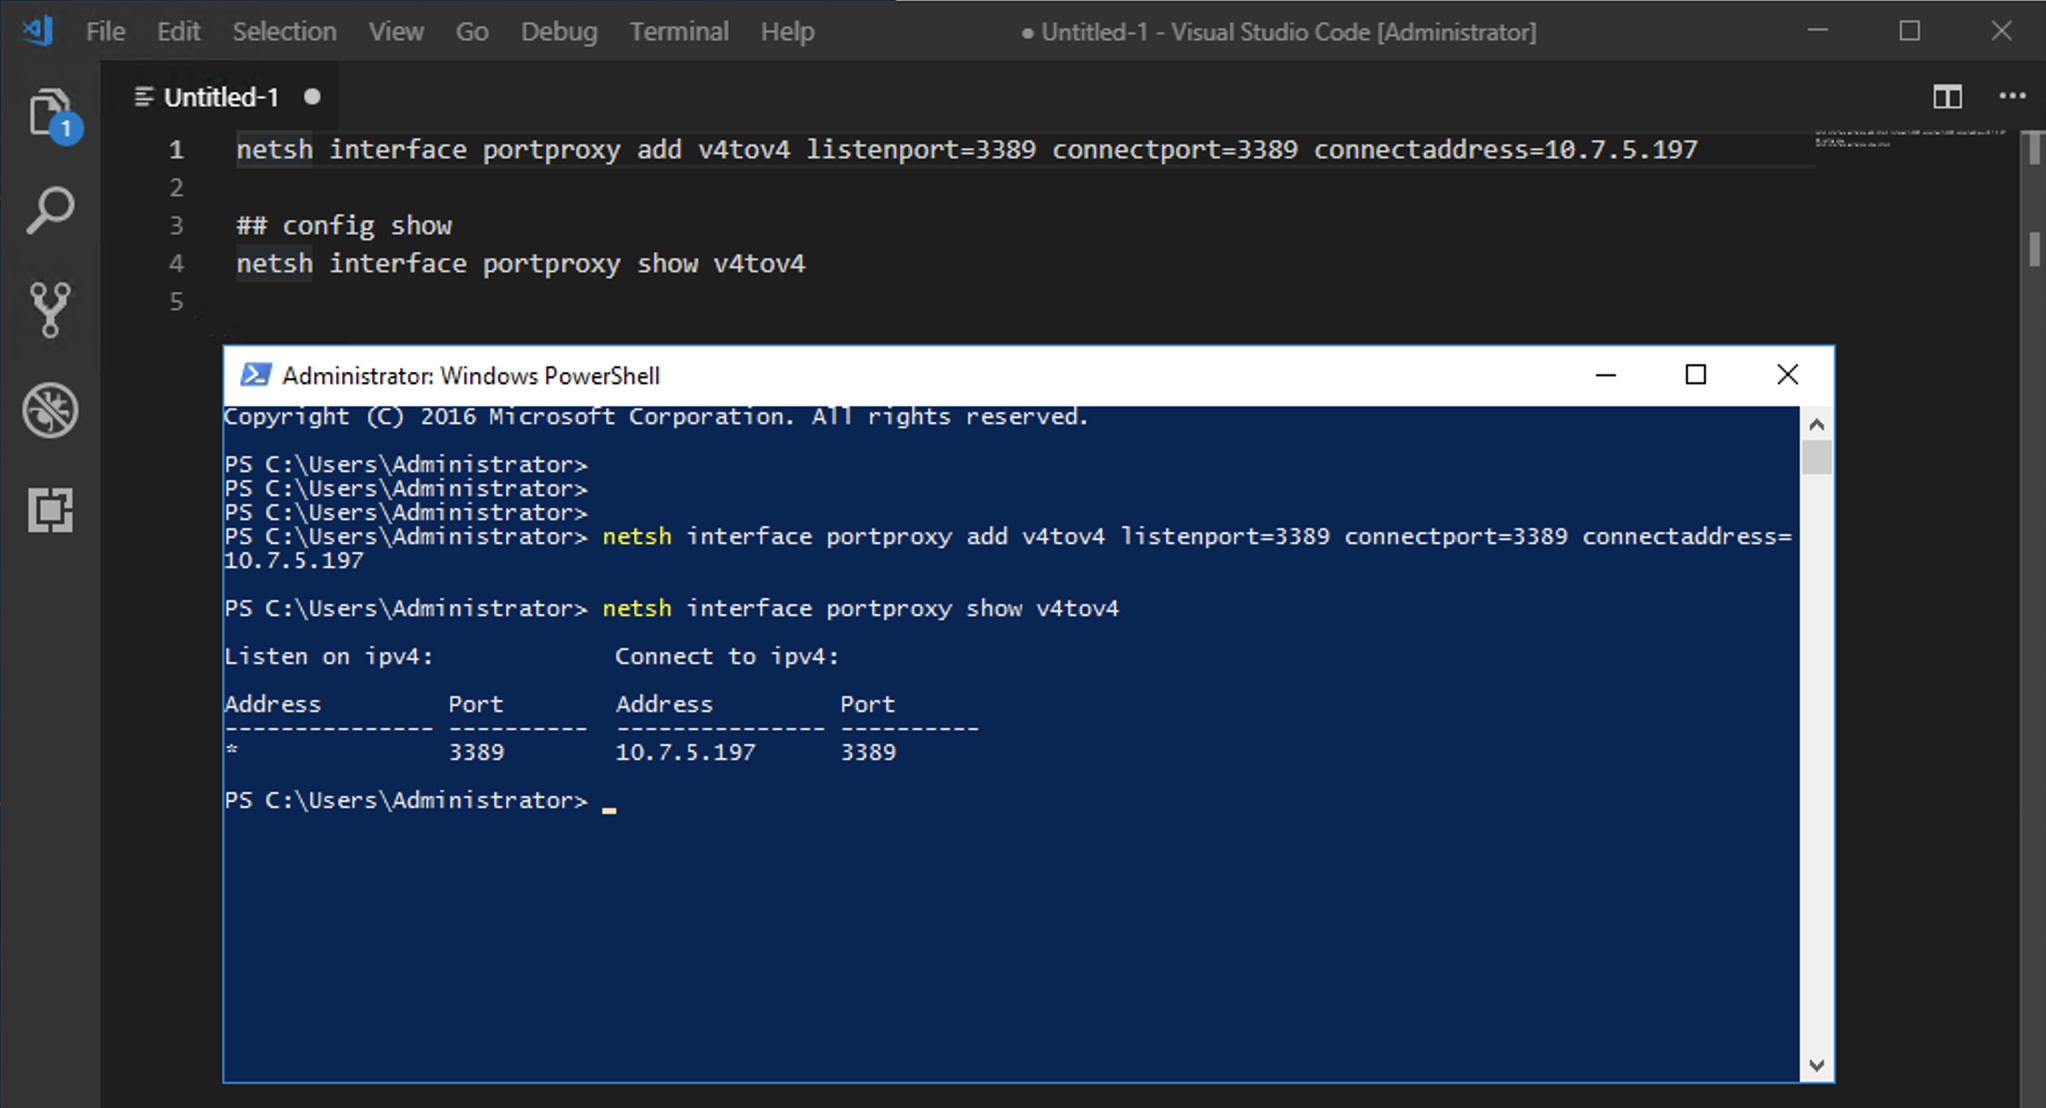 File Edit Selection View Go Debug Terminal Help ● Untitled-1 - Visual Studio Code [Administrator]
1
Untitled-1 ●
1 netsh interface portproxy add v4tov4 listenport=3389 connectport=3389 connectaddress=10.7.5.197
2
3 ## config show
4 netsh interface portproxy show v4tov4
5
Administrator: Windows PowerShell
Copyright (C) 2016 Microsoft Corporation. All rights reserved.
PS C:\Users\Administrator>
PS C:\Users\Administrator>
PS C:\Users\Administrator>
PS C:\Users\Administrator> netsh interface portproxy add v4tov4 listenport=3389 connectport=3389 connectaddress=
10.7.5.197
PS C:\Users\Administrator> netsh interface portproxy show v4tov4
Listen on ipv4: Connect to ipv4:
Address Port Address Port
--------------- ---------- --------------- ----------
* 3389 10.7.5.197 3389
PS C:\Users\Administrator> _